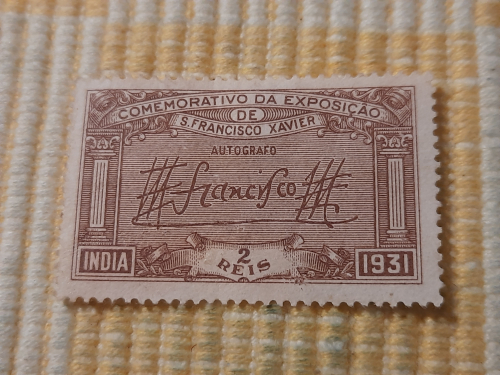 COMEMORATIVO DA EXPOSIÇÃO
DE
S. FRANCISCO XAVIER
AUTOGRAFO
Francisco
2
REIS
INDIA
1931